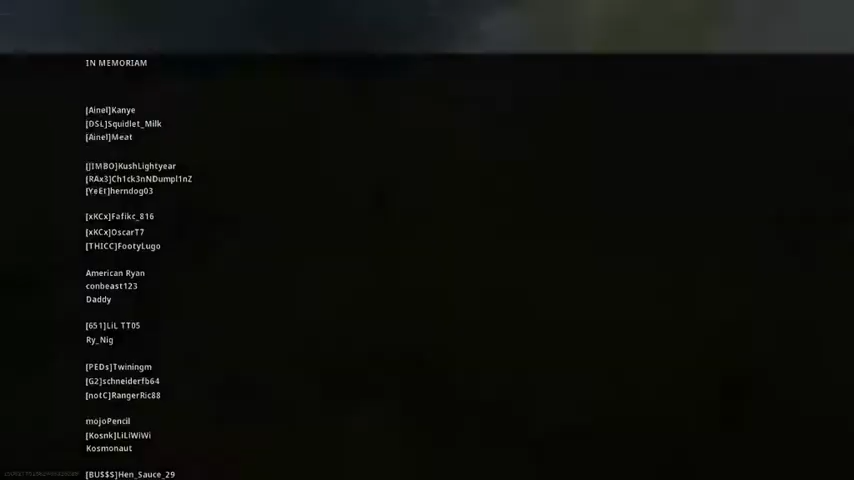 IN MEMORIAM
[Ainel]Kanye
[DSL]Squidlet_Milk
[Ainel]Meat
[JIMBO]KushLightyear
[RAx3]Ch1ck3nNDumpl1nZ
[YeEt]herndog03
[xKCx]Fafikc_816
[xKCx]OscarT7
[THICC]FootyLugo
American Ryan
conbeast123
Daddy
[651]LiL TT05
Ry_Nig
[PEDs]Twiningm
[G2]schneiderfb64
[notC]RangerRic88
mojoPencil
[Kosnk]LiLiWiWi
Kosmonaut
[BU$$$]Hen_Sauce_29